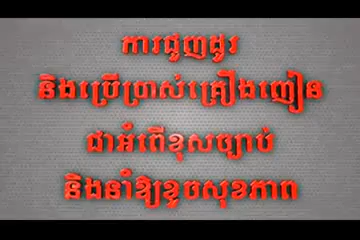 ការជួញដូរ
និងប្រើប្រាស់គ្រឿងញៀន
ជាអំពើខុសច្បាប់
និងនាំឱ្យខូចសុខភាព